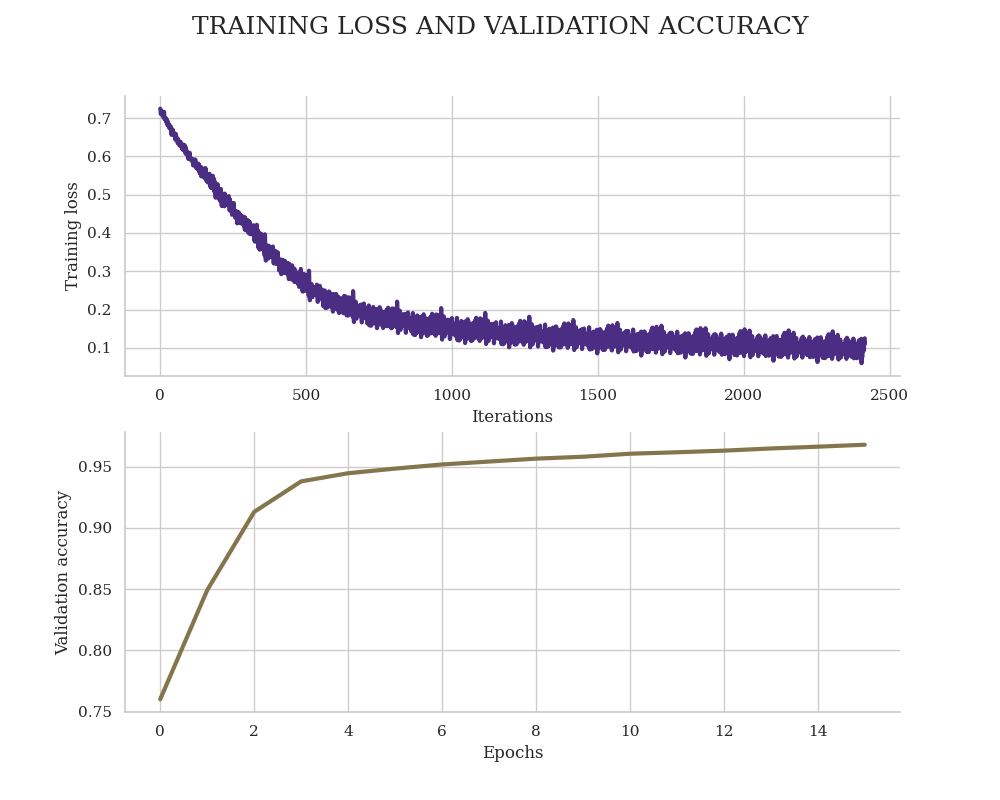 TRAINING LOSS AND VALIDATION ACCURACY
0.7
0.6
0.5
0.4
0.3
0.2
0.1
Training loss
0 500 1000 1500 2000 2500
Iterations
0.95
0.90
0.85
0.80
0.75
Validation accuracy
0 2 4 6 8 10 12 14
Epochs